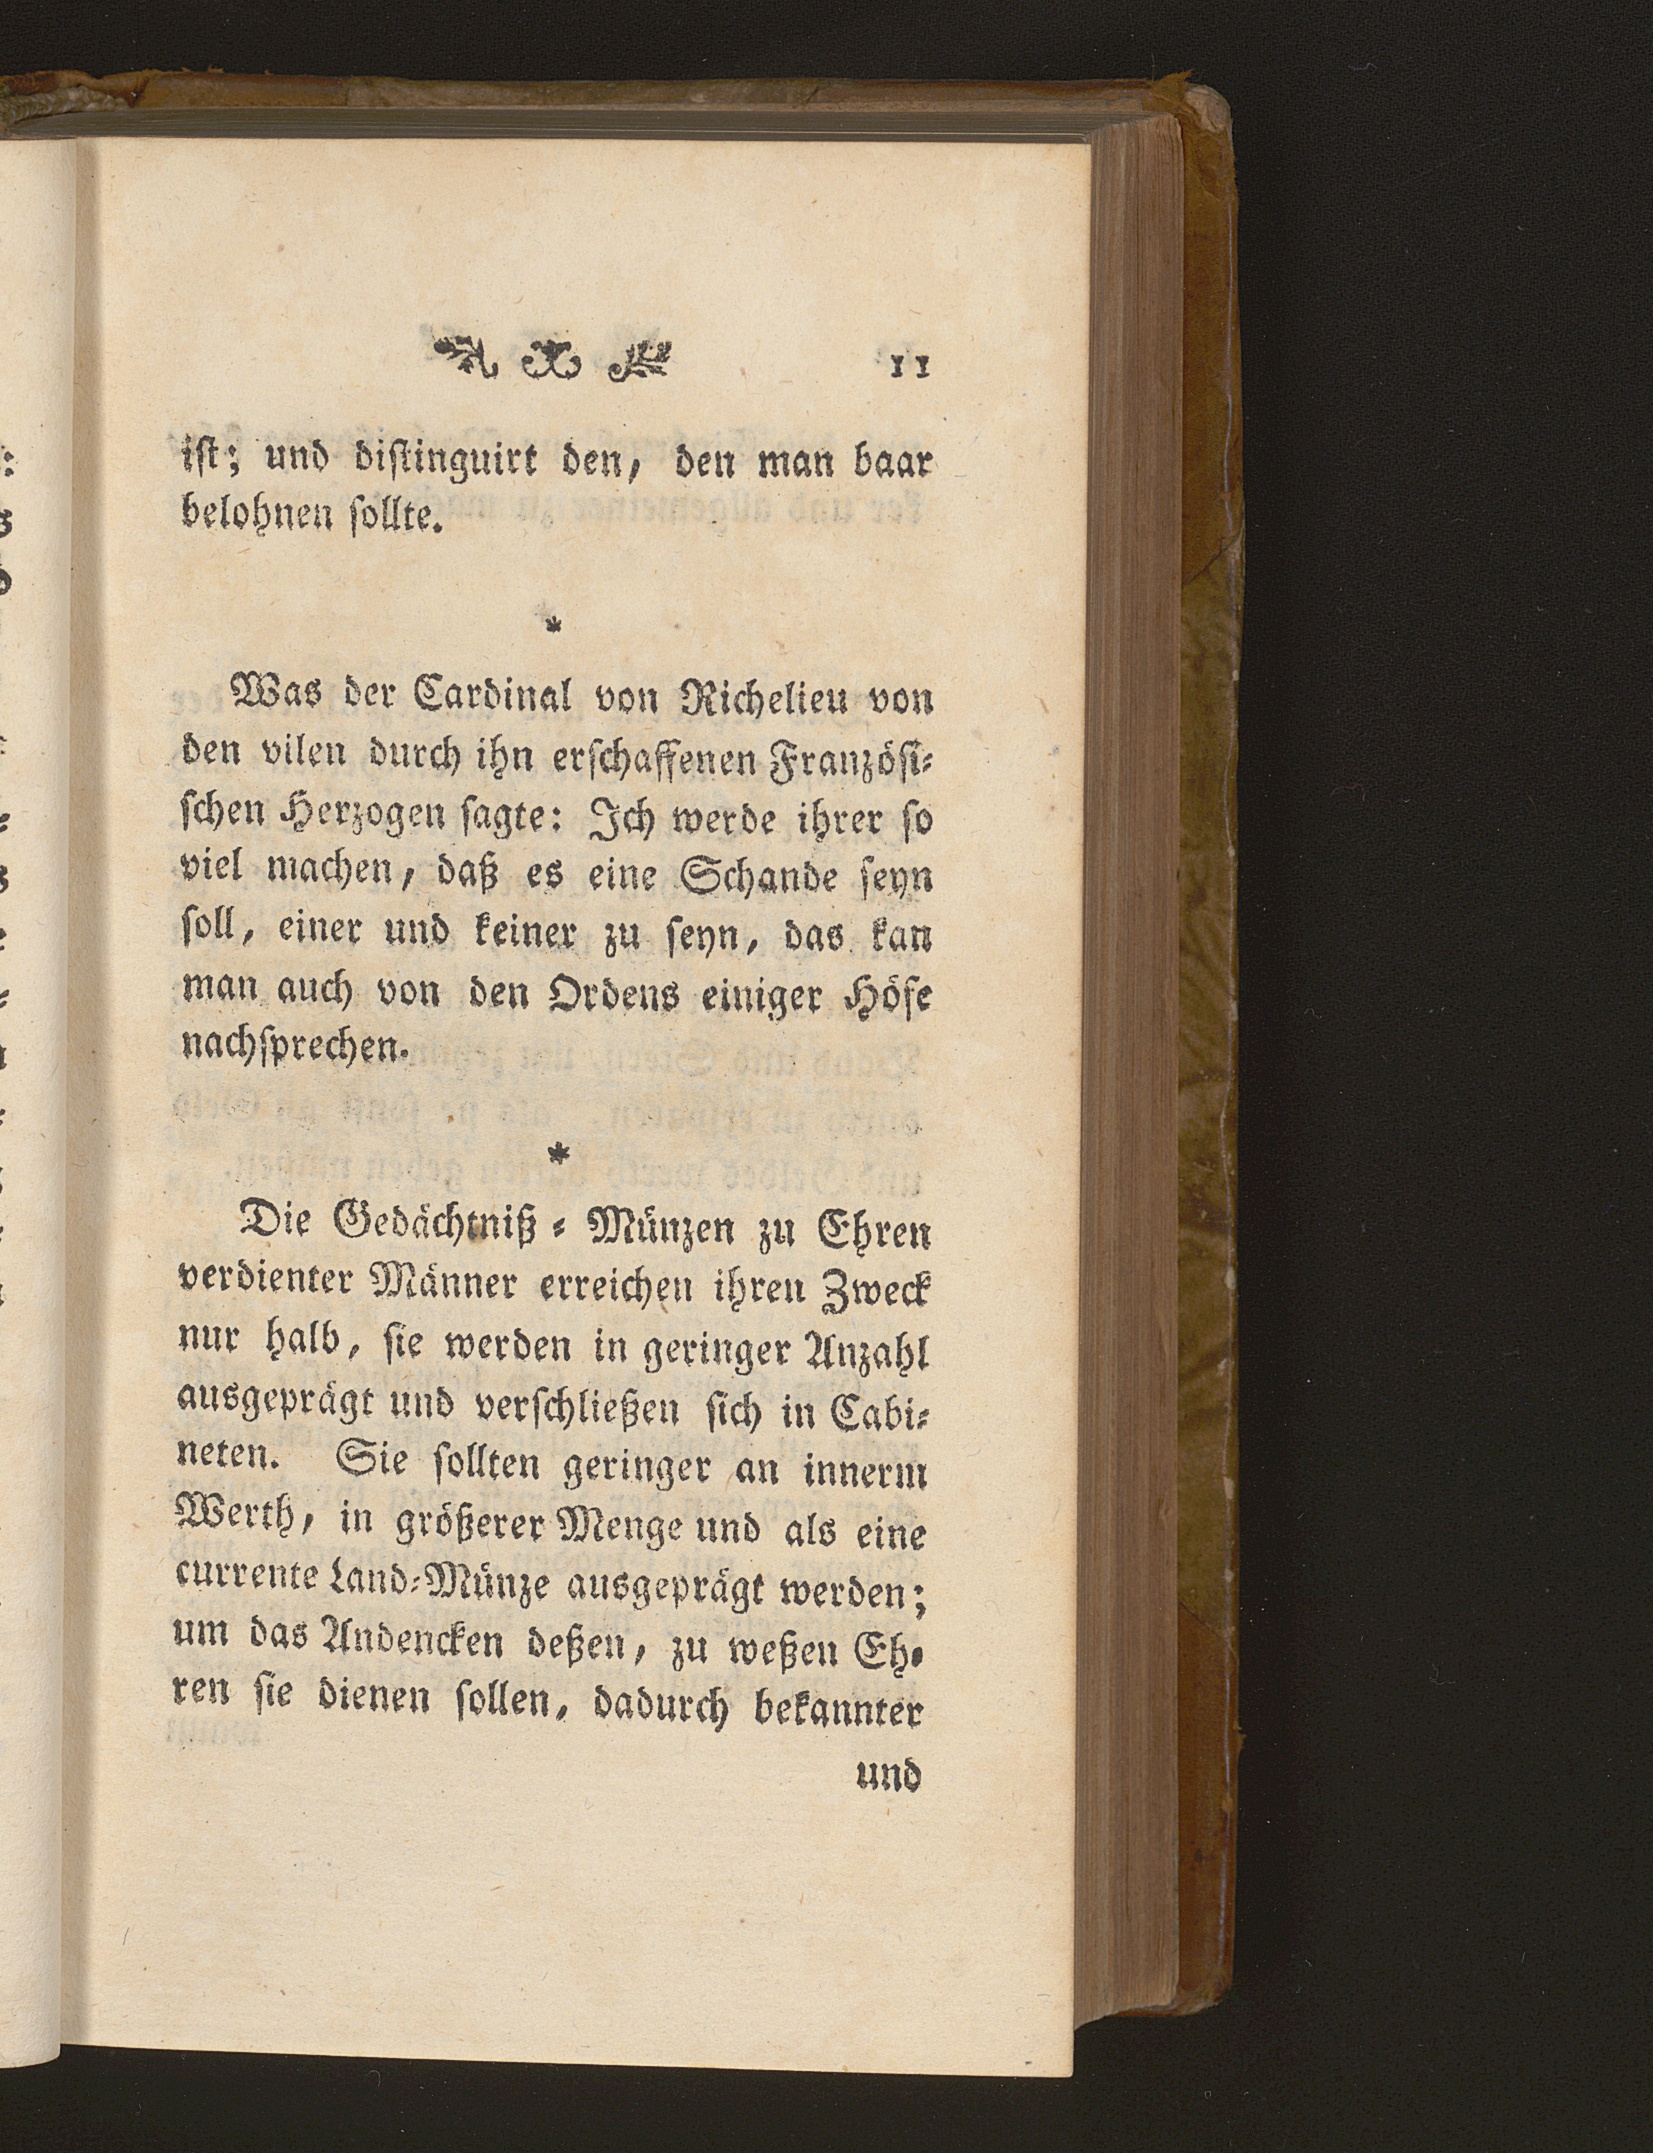 11
ist; und distinguirt den, den man baar
belohnen sollte.
*
Was der Cardinal von Richelieu von
den vilen durch ihn erschaffenen Französi-
schen Herzogen sagte: Ich werde ihrer so
viel machen, daß es eine Schande seyn
soll, einer und keiner zu seyn, das kan
man auch von den Ordens einiger Höfe
nachsprechen.
*
Die Gedächtniß-Münzen zu Ehren
verdienter Männer erreichen ihren Zweck
nur halb, sie werden in geringer Anzahl
ausgeprägt und verschließen sich in Cabi-
neten. Sie sollten geringer an innerm
Werth, in größerer Menge und als eine
currente Land-Münze ausgeprägt werden;
um das Andencken deßen, zu weßen Eh-
ren sie dienen sollen, dadurch bekannter
und